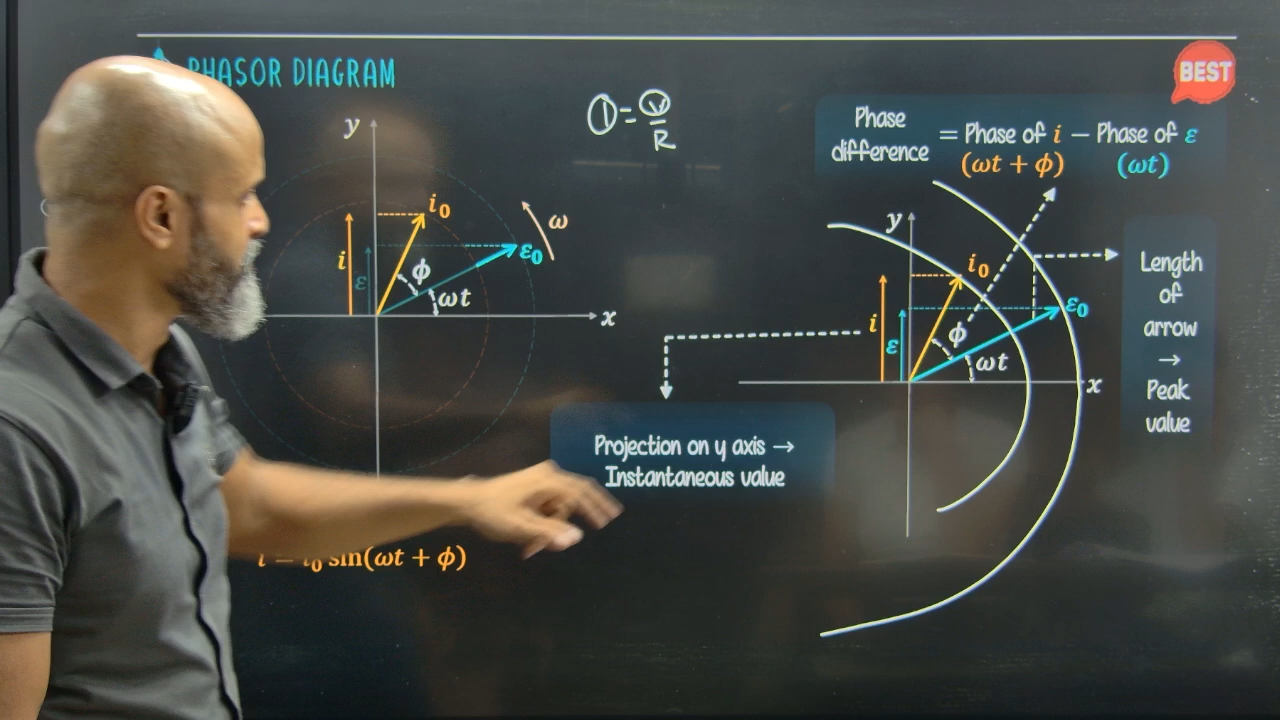 PHASOR DIAGRAM
BEST
I = V
R
Phase
difference
= Phase of i − Phase of ε
(ωt + ϕ)
(ωt)
y
i₀
ω
i
ε
ϕ
ε₀
ωt
x
y
i₀
i
ε
ϕ
ε₀
ωt
x
Length
of
arrow
→
Peak
value
Projection on y axis →
Instantaneous value
i = i₀ sin(ωt + ϕ)